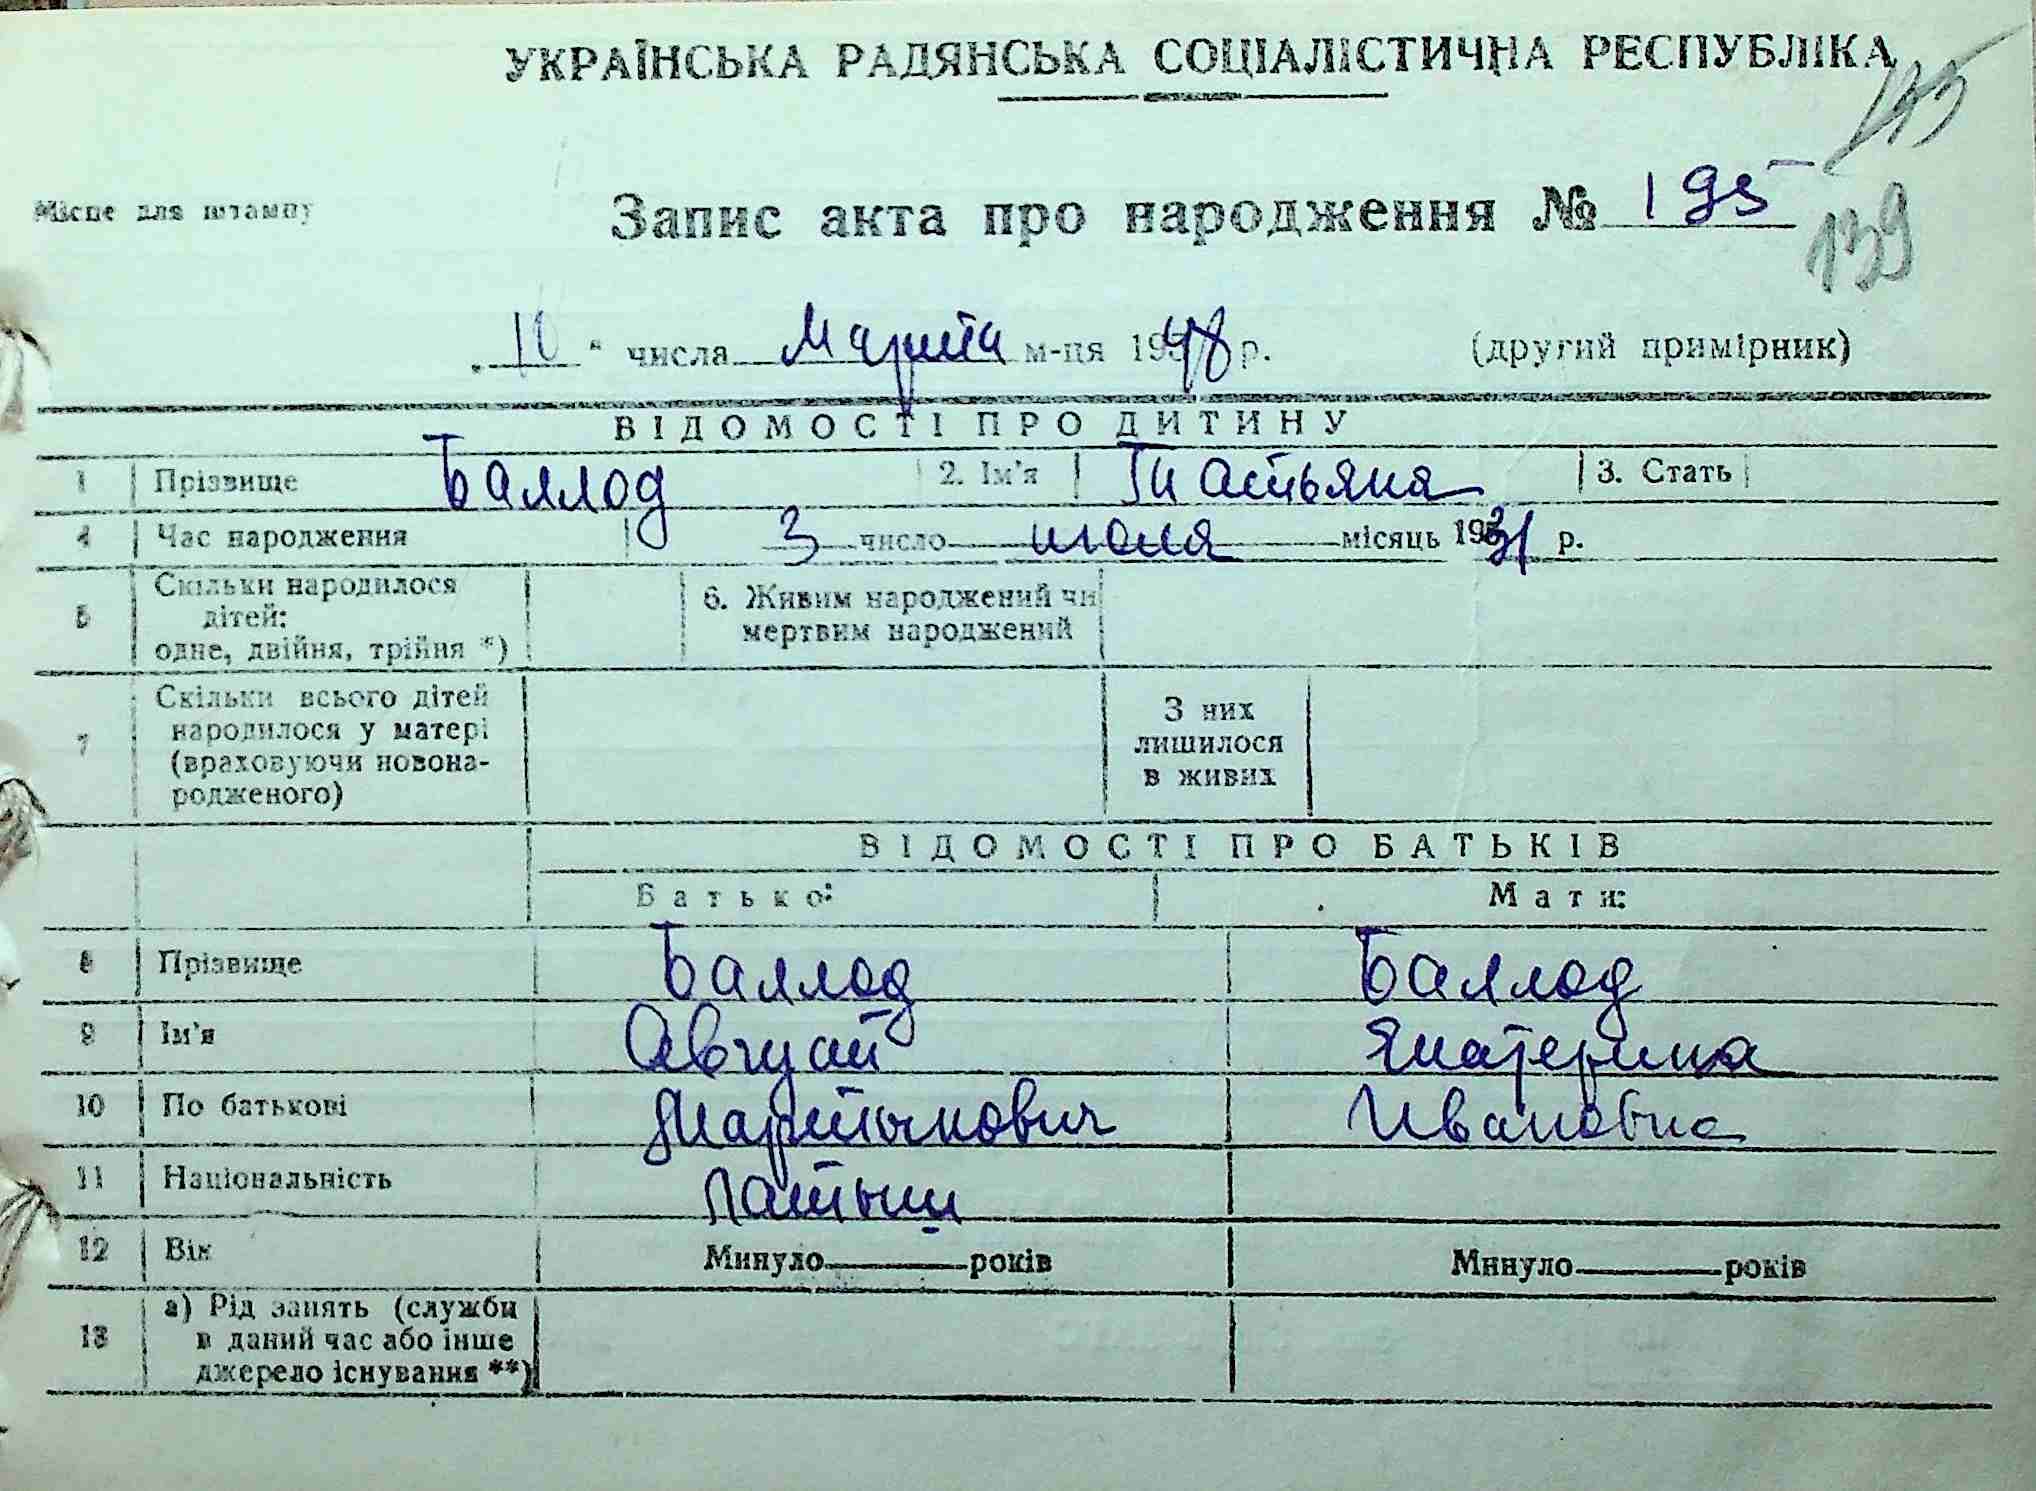 УКРАЇНСЬКА РАДЯНСЬКА СОЦІАЛІСТИЧНА РЕСПУБЛІКА
Місце для штампу
Запис акта про народження № 195
139
„10“ числа Марта м-ця 1948 р. (другий примірник)
ВІДОМОСТІ ПРО ДИТИНУ
1 Прізвище Баллод 2. Ім'я Татьяна 3. Стать
4 Час народження 3 число июля місяць 1931 р.
5 Скільки народилося дітей: одне, двійня, трійня *) 6. Живим народжений чи мертвим народжений
7 Скільки всього дітей народилося у матері (враховуючи новонародженого) З них лишилося в живих
ВІДОМОСТІ ПРО БАТЬКІВ
Батько: Мати:
8 Прізвище Баллод Баллод
9 Ім'я Август Екатерина
10 По батькові Мартынович Ивановна
11 Національність Латыш
12 Вік Минуло років Минуло років
13 а) Рід занять (служби в даний час або інше джерело існування **)